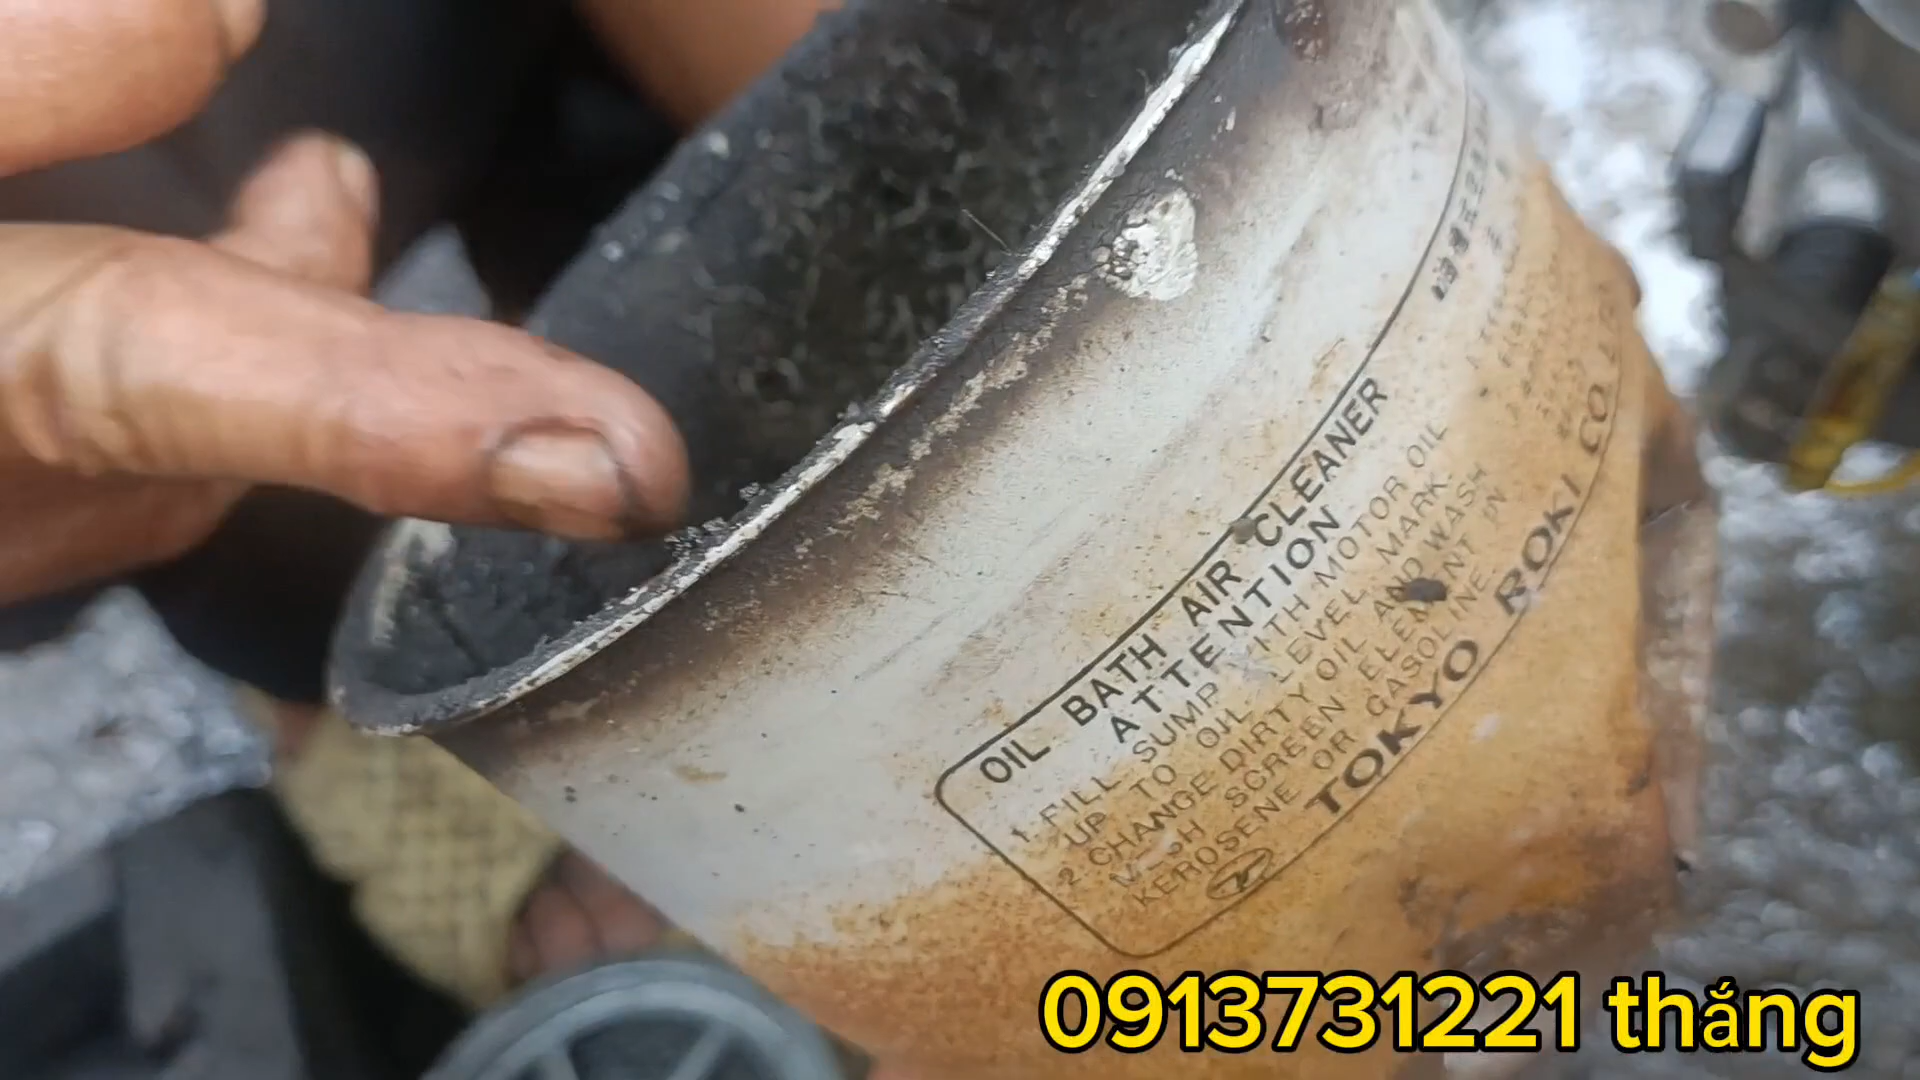 OIL BATH AIR CLEANER
ATTENTION
1. FILL SUMP WITH MOTOR OIL
UP TO OIL LEVEL MARK.
2. CHANGE DIRTY OIL AND WASH
MESH SCREEN ELEMENT IN
KEROSENE OR GASOLINE
TOKYO ROKI CO. LTD
0913731221 thắng